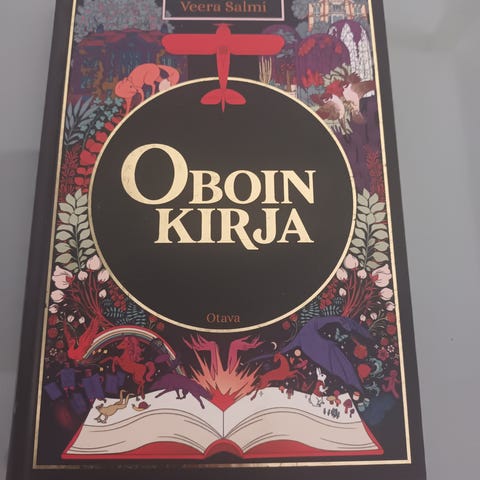 Veera Salmi
OBOIN
KIRJA
Otava